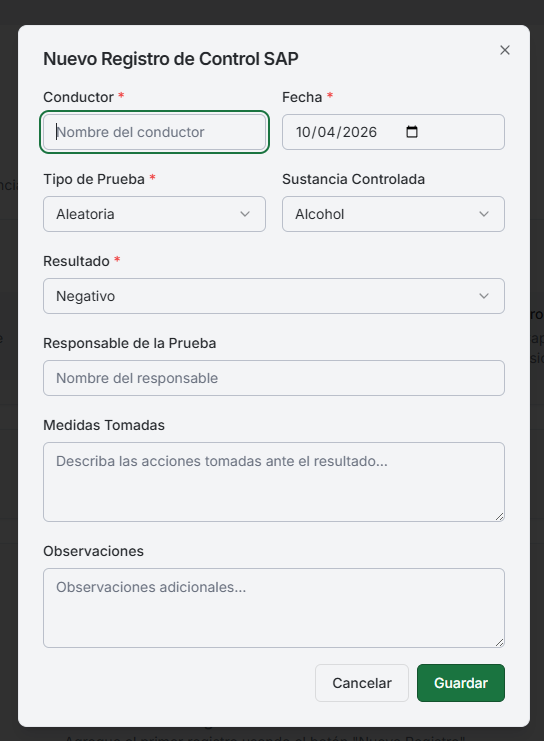 Nuevo Registro de Control SAP
Conductor *
Fecha *
Nombre del conductor
10/04/2026
Tipo de Prueba *
Sustancia Controlada
Aleatoria
Alcohol
Resultado *
Negativo
Responsable de la Prueba
Nombre del responsable
Medidas Tomadas
Describa las acciones tomadas ante el resultado...
Observaciones
Observaciones adicionales...
Cancelar
Guardar